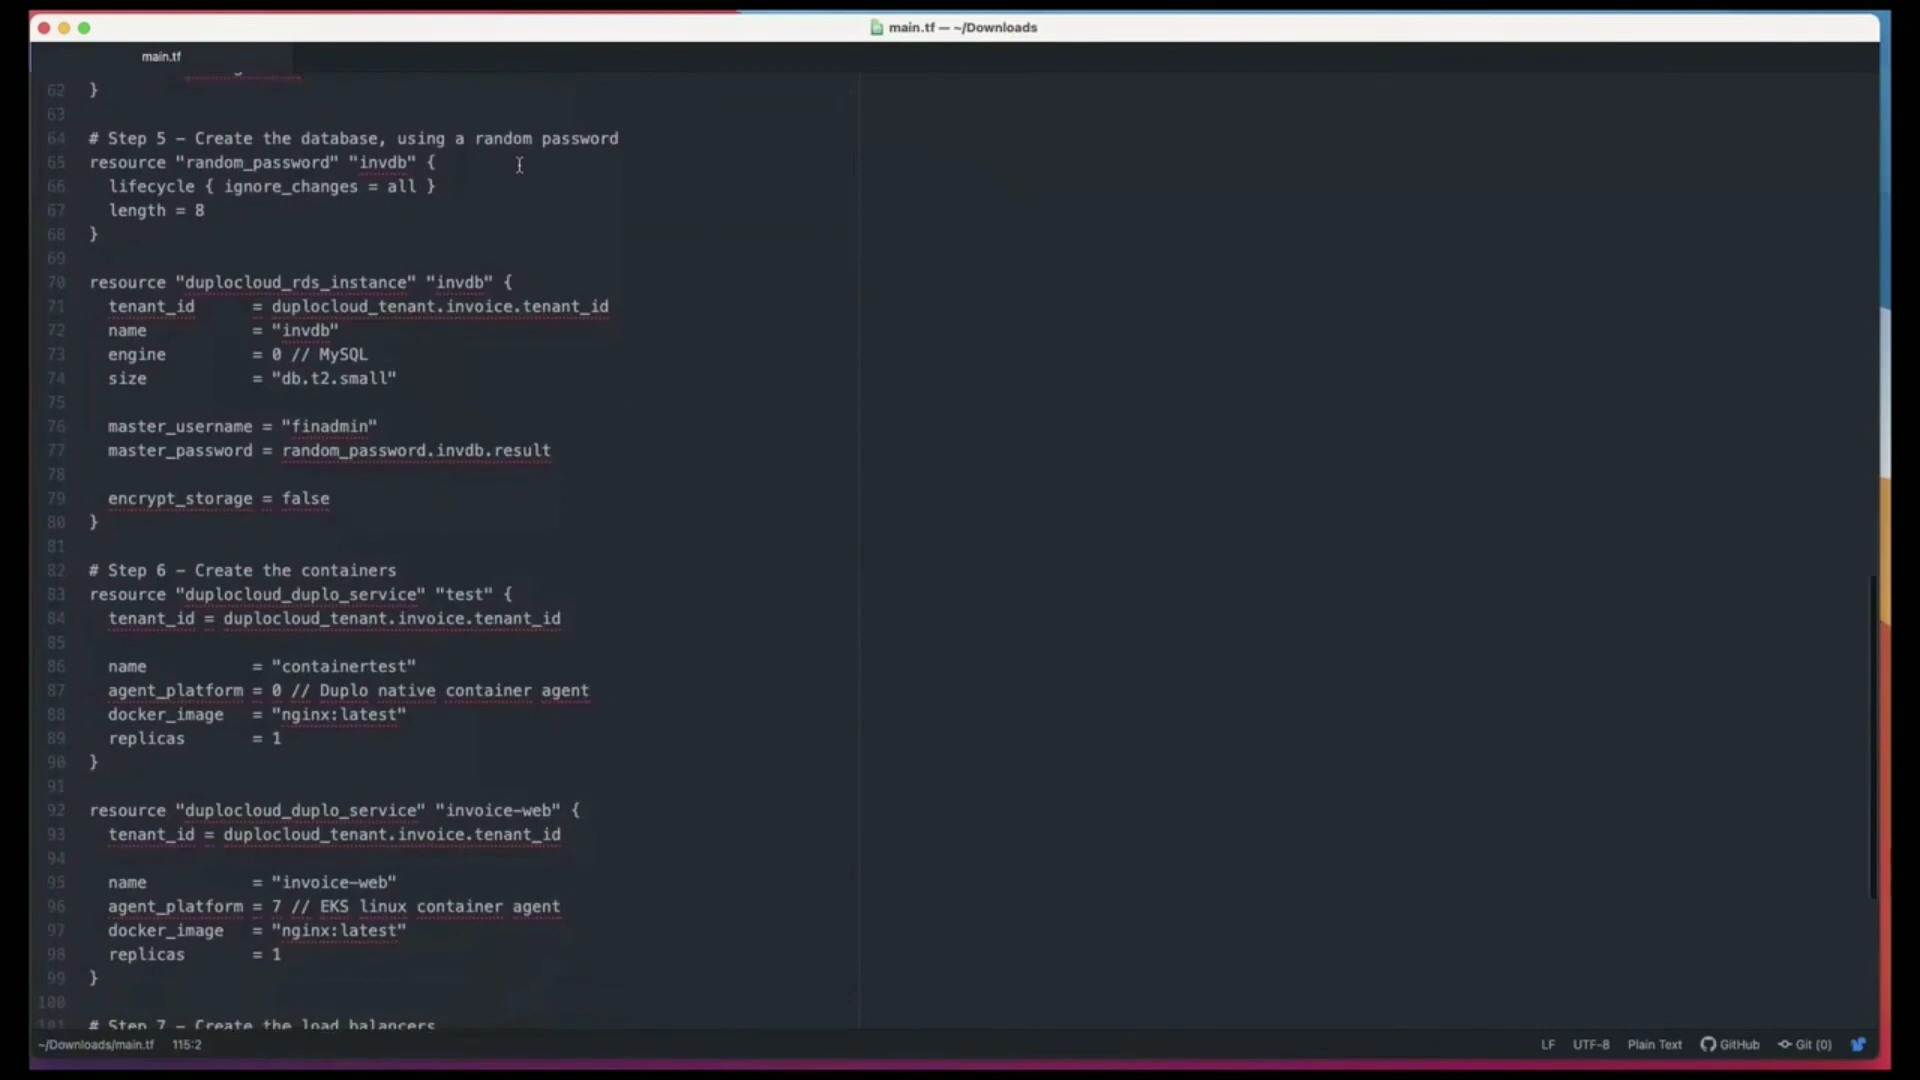 main.tf — ~/Downloads
main.tf
62 }
63
64 # Step 5 – Create the database, using a random password
65 resource "random_password" "invdb" {
66   lifecycle { ignore_changes = all }
67   length = 8
68 }
69
70 resource "duplocloud_rds_instance" "invdb" {
71   tenant_id      = duplocloud_tenant.invoice.tenant_id
72   name           = "invdb"
73   engine         = 0 // MySQL
74   size           = "db.t2.small"
75
76   master_username = "finadmin"
77   master_password = random_password.invdb.result
78
79   encrypt_storage = false
80 }
81
82 # Step 6 – Create the containers
83 resource "duplocloud_duplo_service" "test" {
84   tenant_id = duplocloud_tenant.invoice.tenant_id
85
86   name           = "containertest"
87   agent_platform = 0 // Duplo native container agent
88   docker_image   = "nginx:latest"
89   replicas       = 1
90 }
91
92 resource "duplocloud_duplo_service" "invoice-web" {
93   tenant_id = duplocloud_tenant.invoice.tenant_id
94
95   name           = "invoice-web"
96   agent_platform = 7 // EKS linux container agent
97   docker_image   = "nginx:latest"
98   replicas       = 1
99 }
100
101 # Step 7 – Create the load balancers
~/Downloads/main.tf 115:2 LF UTF-8 Plain Text GitHub Git (0)